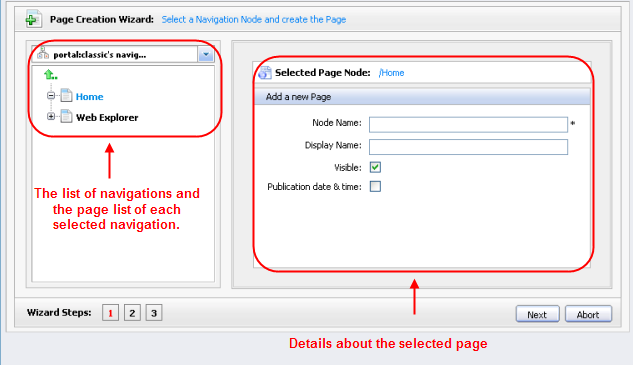 Page Creation Wizard: Select a Navigation Node and create the Page
portal:classic's navig...
Home
Web Explorer
The list of navigations and
the page list of each
selected navigation.
Selected Page Node: /Home
Add a new Page
Node Name: *
Display Name:
Visible:
Publication date & time:
Wizard Steps: 1 2 3
Next Abort
Details about the selected page